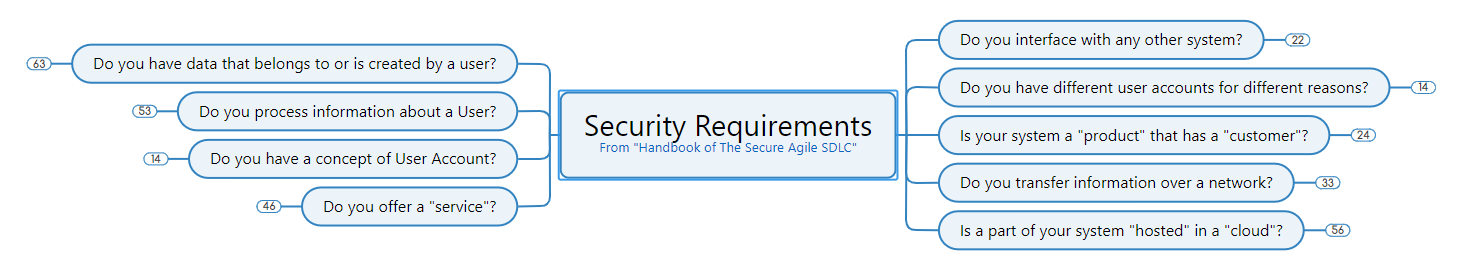 Security Requirements
From "Handbook of The Secure Agile SDLC"
Do you interface with any other system?
22
Do you have different user accounts for different reasons?
14
Is your system a "product" that has a "customer"?
24
Do you transfer information over a network?
33
Is a part of your system "hosted" in a "cloud"?
56
63
Do you have data that belongs to or is created by a user?
53
Do you process information about a User?
14
Do you have a concept of User Account?
46
Do you offer a "service"?